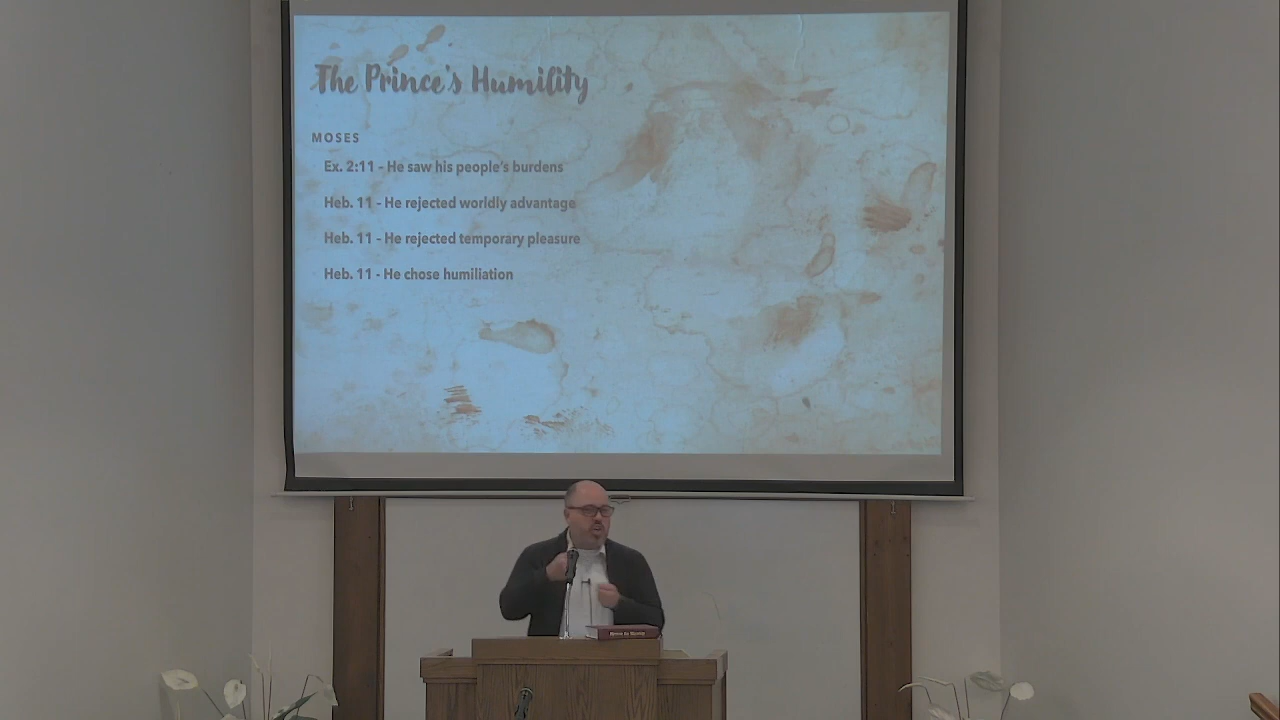 The Prince's Humility
MOSES
Ex. 2:11 - He saw his people's burdens
Heb. 11 - He rejected worldly advantage
Heb. 11 - He rejected temporary pleasure
Heb. 11 - He chose humiliation